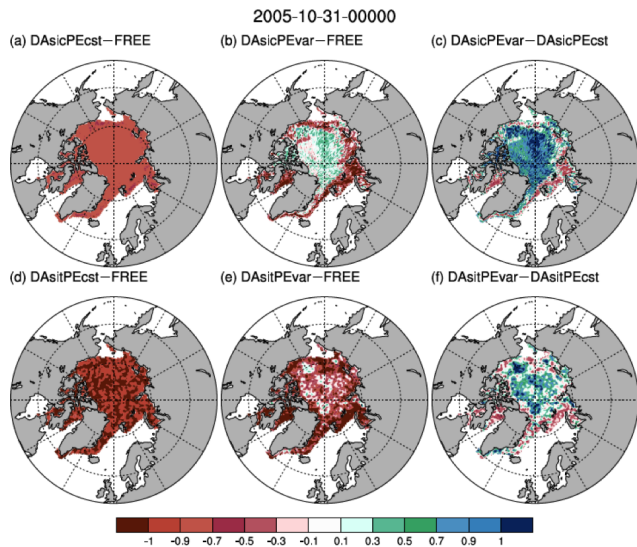 2005-10-31-00000
(a) DAsicPEcst−FREE (b) DAsicPEvar−FREE (c) DAsicPEvar−DAsicPEcst
(d) DAsitPEcst−FREE (e) DAsitPEvar−FREE (f) DAsitPEvar−DAsitPEcst
-1 -0.9 -0.7 -0.5 -0.3 -0.1 0.1 0.3 0.5 0.7 0.9 1